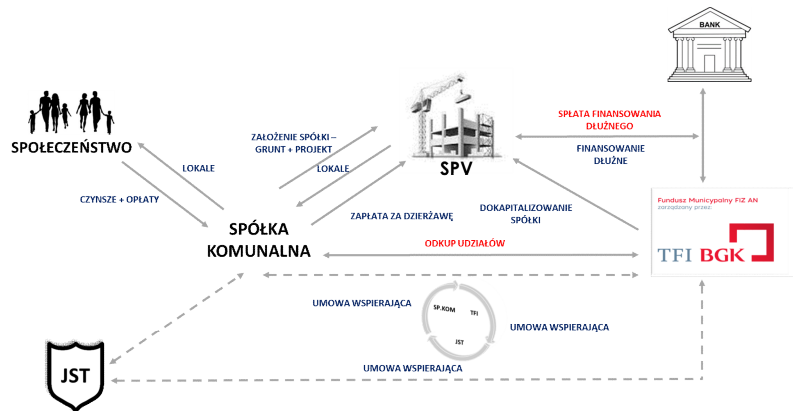 BANK
SPOŁECZEŃSTWO
LOKALE
CZYNSZE + OPŁATY
ZAŁOŻENIE SPÓŁKI –
GRUNT + PROJEKT
LOKALE
SPV
SPŁATA FINANSOWANIA
DŁUŻNEGO
FINANSOWANIE
DŁUŻNE
SPÓŁKA
KOMUNALNA
ZAPŁATA ZA DZIERŻAWĘ
DOKAPITALIZOWANIE
SPÓŁKI
ODKUP UDZIAŁÓW
Fundusz Municypalny FIZ AN
zarządzany przez:
TFI BGK
UMOWA WSPIERAJĄCA
SP.KOM
TFI
JST
UMOWA WSPIERAJĄCA
UMOWA WSPIERAJĄCA
JST